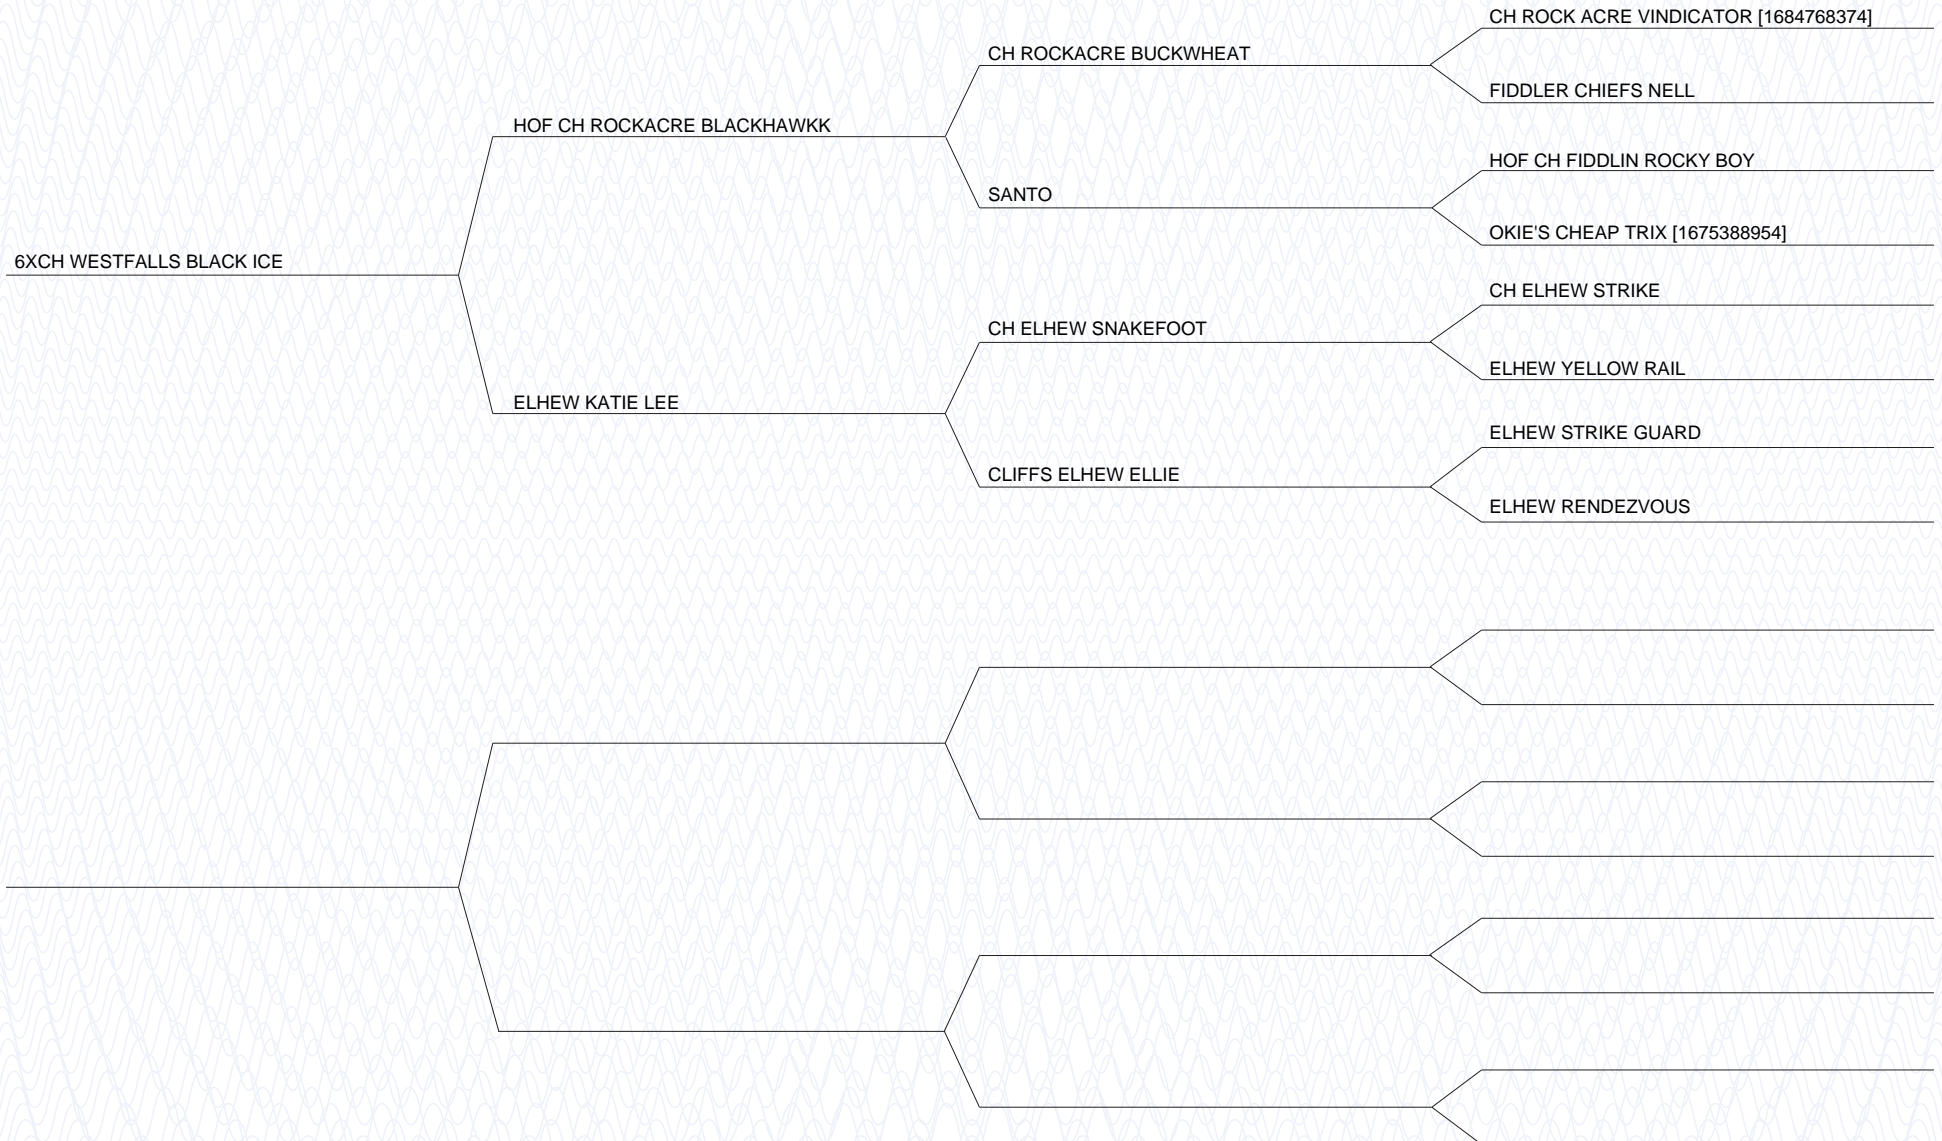 CH ROCK ACRE VINDICATOR [1684768374]
CH ROCKACRE BUCKWHEAT
FIDDLER CHIEFS NELL
HOF CH ROCKACRE BLACKHAWKK
HOF CH FIDDLIN ROCKY BOY
SANTO
OKIE'S CHEAP TRIX [1675388954]
6XCH WESTFALLS BLACK ICE
CH ELHEW STRIKE
CH ELHEW SNAKEFOOT
ELHEW YELLOW RAIL
ELHEW KATIE LEE
ELHEW STRIKE GUARD
CLIFFS ELHEW ELLIE
ELHEW RENDEZVOUS